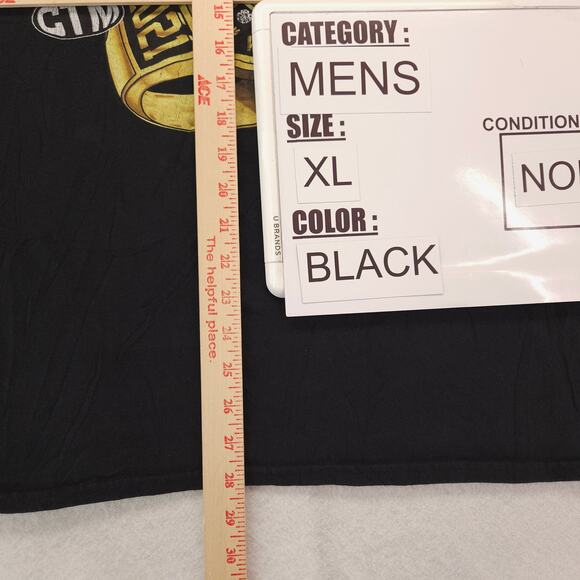 CTM
CATEGORY :
MENS
SIZE :
XL
COLOR :
BLACK
CONDITION
NO
U BRANDS
ACE
The helpful place.
15
16
17
18
19
20
21
22
23
24
25
26
27
28
29
30